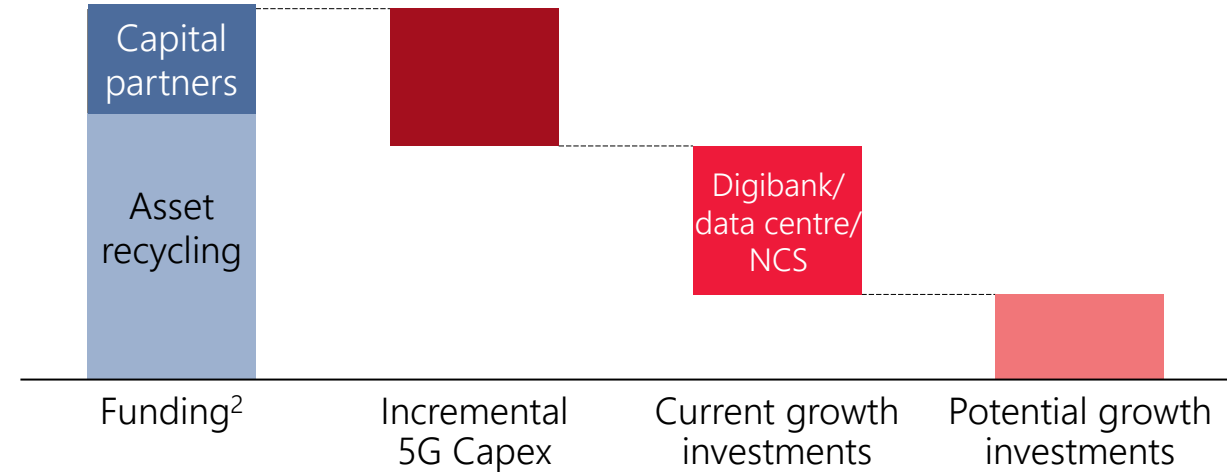 Capital
partners
Asset
recycling
Digibank/
data centre/
NCS
Funding²
Incremental
5G Capex
Current growth
investments
Potential growth
investments